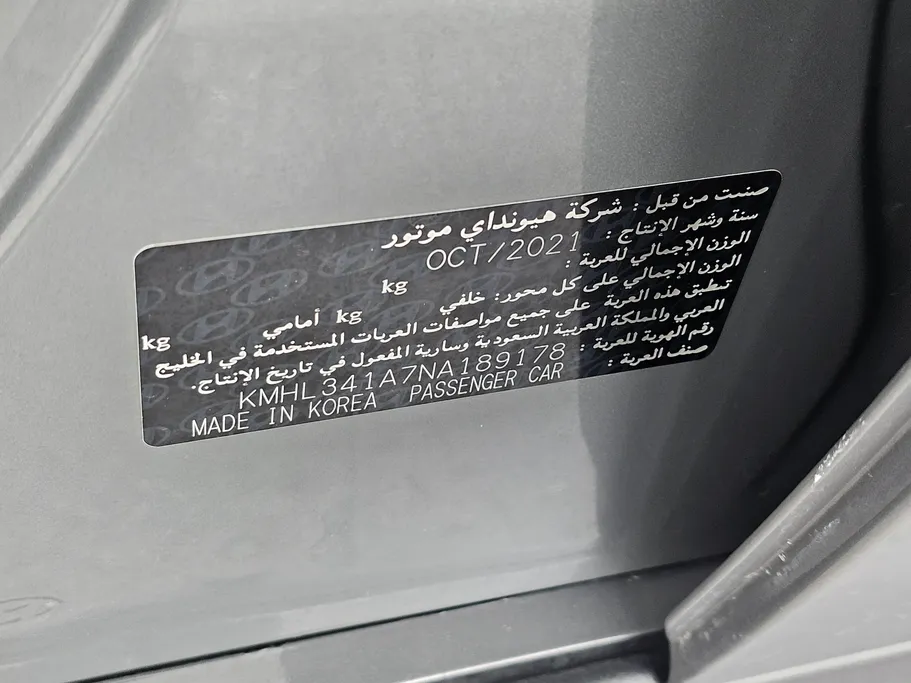 صنعت من قبل : شركة هيونداي موتور
سنة وشهر الإنتاج : OCT/2021
الوزن الإجمالي للعربة : kg
الوزن الإجمالي على كل محور: خلفي kg أمامي kg
تنطبق هذه العربة على جميع مواصفات العربات المستخدمة في الخليج
العربي والمملكة العربية السعودية وسارية المفعول في تاريخ الإنتاج.
رقم الهوية للعربة : KMHL341A7NA189178
صنف العربة : PASSENGER CAR
MADE IN KOREA